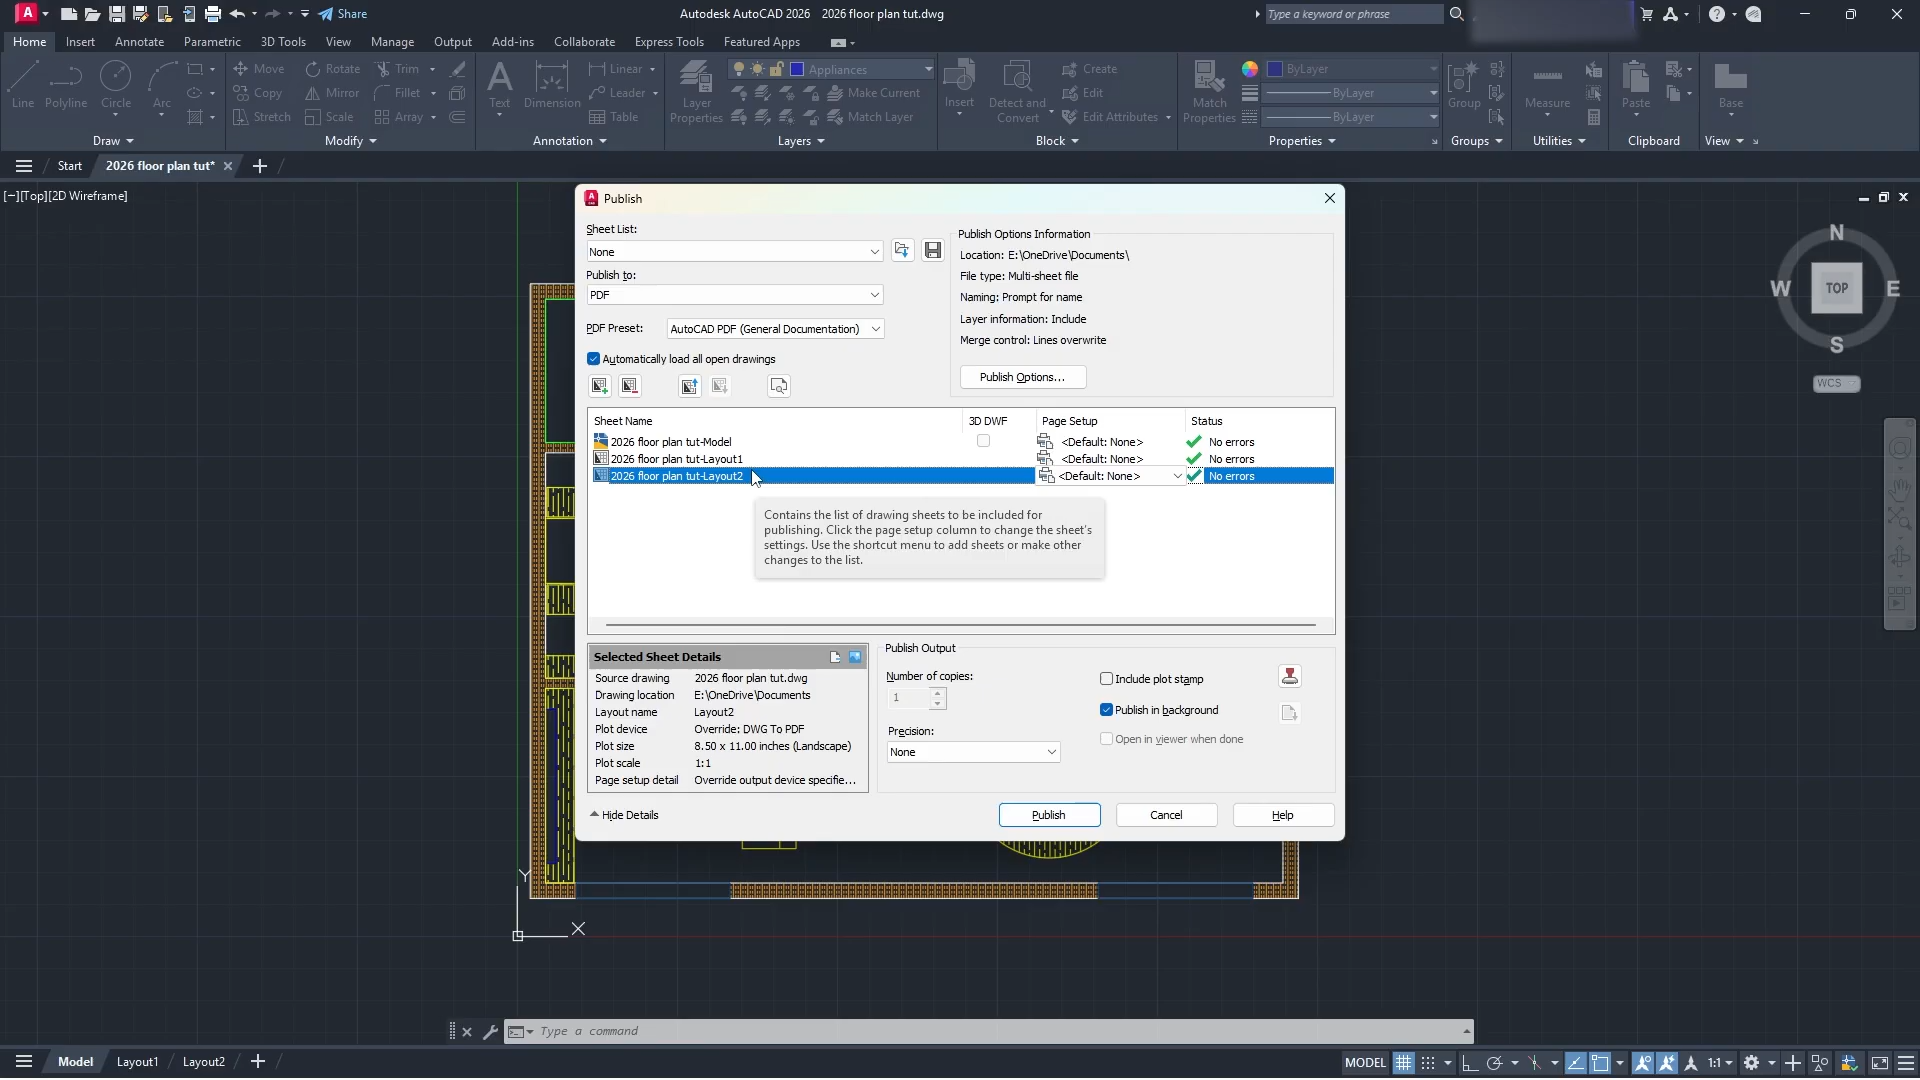 Share
Autodesk AutoCAD 2026 2026 floor plan tut.dwg
Type a keyword or phrase
Home Insert Annotate Parametric 3D Tools View Manage Output Add-ins Collaborate Express Tools Featured Apps
Line Polyline Circle Arc
Move Rotate Trim
Copy Mirror Fillet
Stretch Scale Array
Text Dimension
Linear
Leader
Table
Layer Properties
Appliances
Make Current
Match Layer
Insert
Detect and Convert
Create
Edit
Edit Attributes
Match Properties
ByLayer
ByLayer
ByLayer
Group
Measure
Paste
Base
Draw Modify Annotation Layers Block Properties Groups Utilities Clipboard View
Start 2026 floor plan tut*
[−][Top][2D Wireframe]
N
W TOP E
S
WCS
Publish
Sheet List:
None
Publish to:
PDF
PDF Preset: AutoCAD PDF (General Documentation)
Automatically load all open drawings
Publish Options Information
Location: E:\OneDrive\Documents\
File type: Multi-sheet file
Naming: Prompt for name
Layer information: Include
Merge control: Lines overwrite
Publish Options...
Sheet Name 3D DWF Page Setup Status
2026 floor plan tut-Model <Default: None> No errors
2026 floor plan tut-Layout1 <Default: None> No errors
2026 floor plan tut-Layout2 <Default: None> No errors
Contains the list of drawing sheets to be included for
publishing. Click the page setup column to change the sheet's
settings. Use the shortcut menu to add sheets or make other
changes to the list.
Selected Sheet Details
Source drawing 2026 floor plan tut.dwg
Drawing location E:\OneDrive\Documents
Layout name Layout2
Plot device Override: DWG To PDF
Plot size 8.50 x 11.00 inches (Landscape)
Plot scale 1:1
Page setup detail Override output device specifie...
Publish Output
Number of copies:
1
Precision:
None
Include plot stamp
Publish in background
Open in viewer when done
Hide Details
Publish Cancel Help
Y
X
Type a command
Model Layout1 Layout2
MODEL 1:1